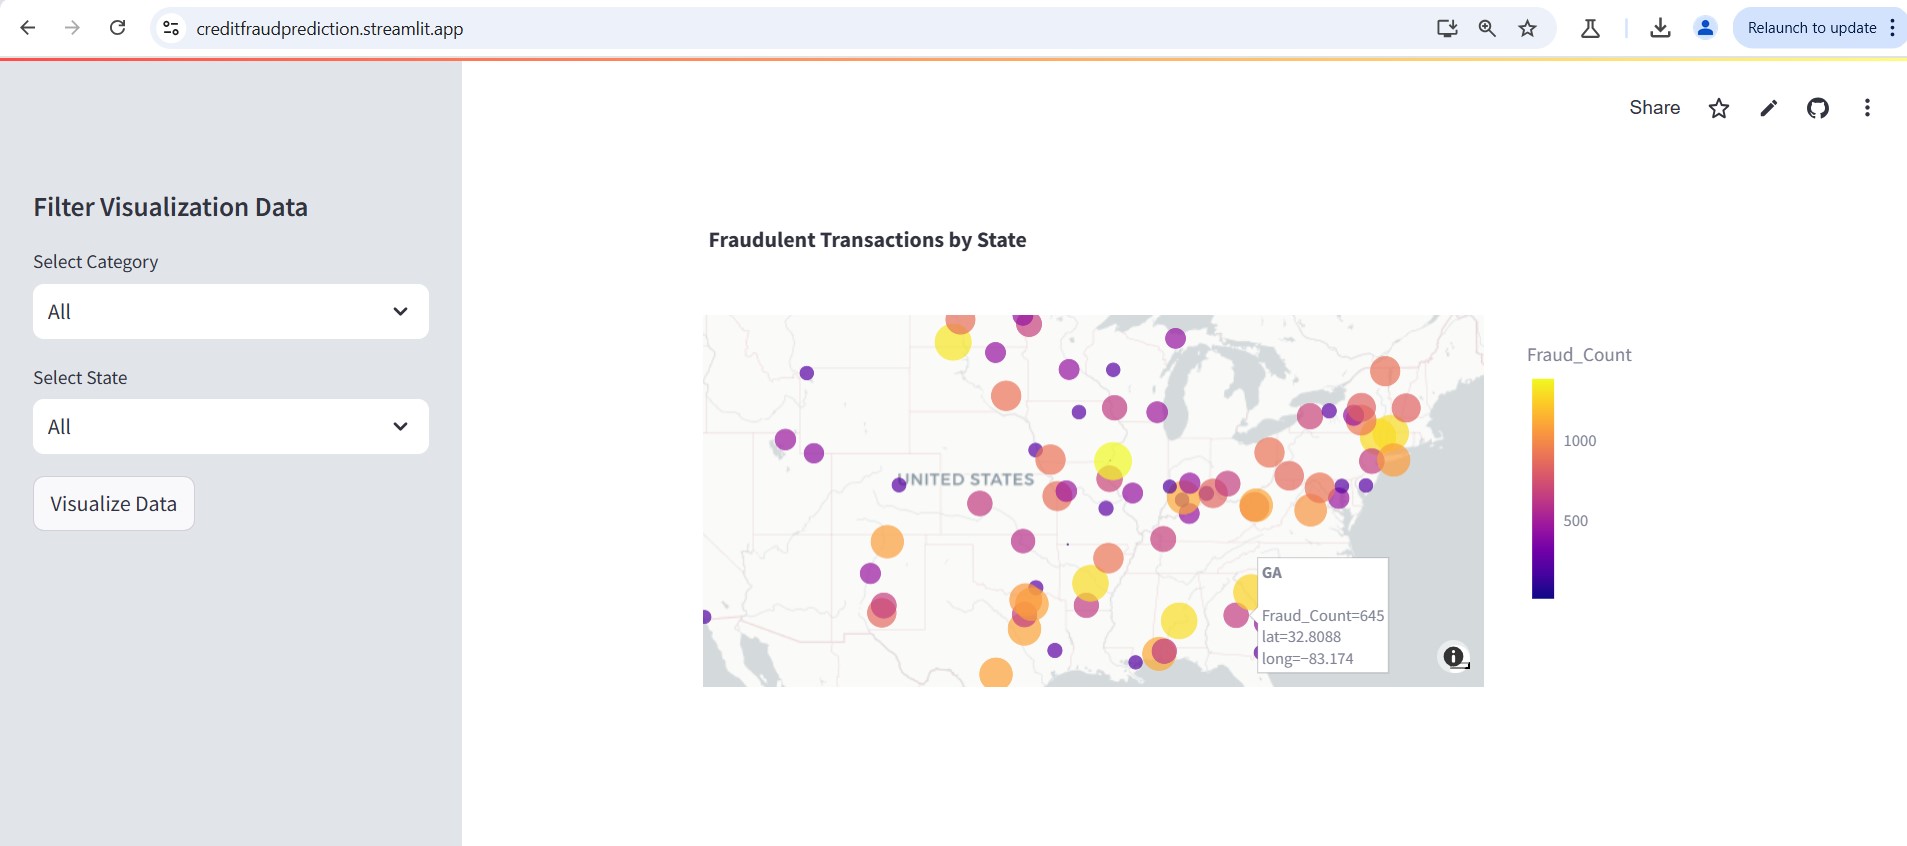 creditfraudprediction.streamlit.app
Relaunch to update
Share
Filter Visualization Data
Select Category
All
Select State
All
Visualize Data
Fraudulent Transactions by State
UNITED STATES
GA
Fraud_Count=645
lat=32.8088
long=−83.174
Fraud_Count
1000
500